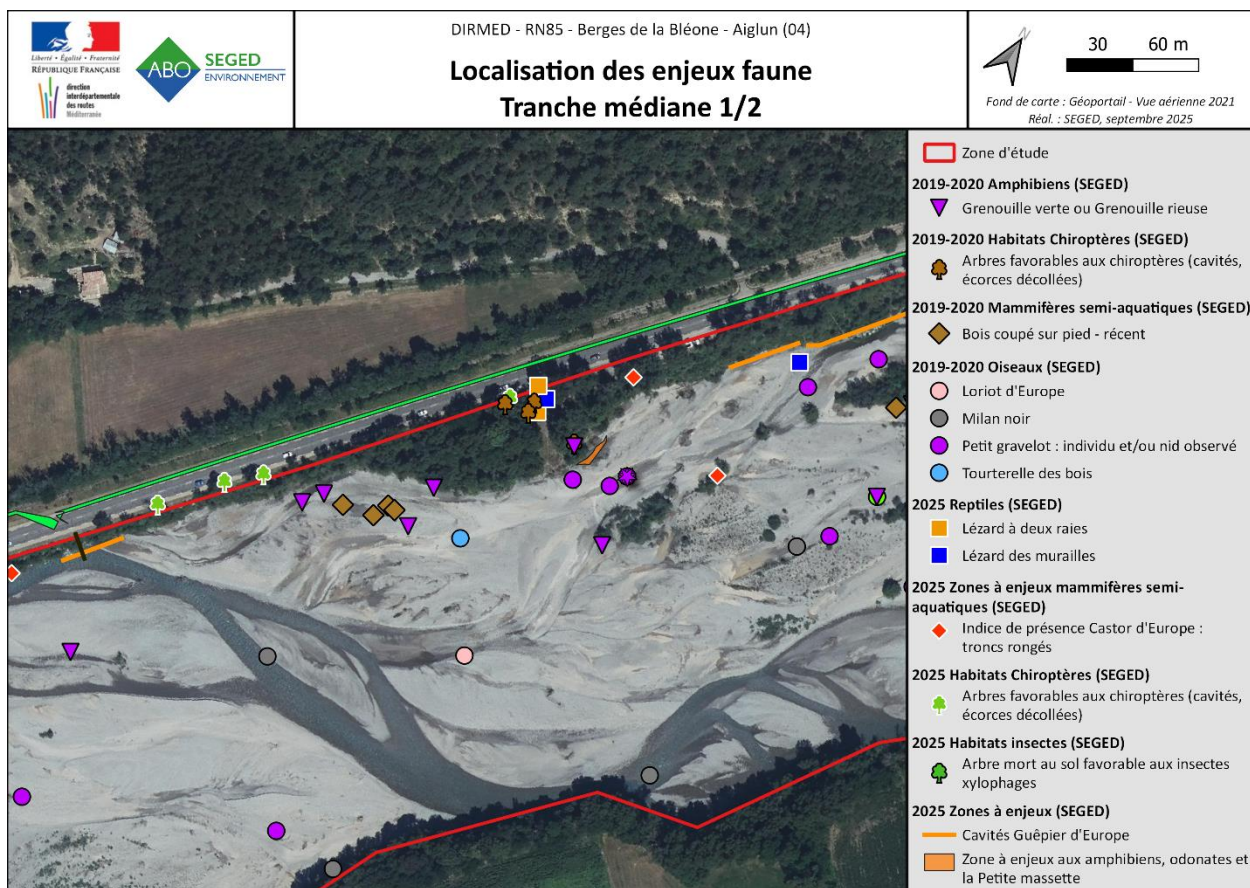 Liberté • Égalité • Fraternité
RÉPUBLIQUE FRANÇAISE
direction
interdépartementale
des routes
Méditerranée
ABO
SEGED
ENVIRONNEMENT
DIRMED - RN85 - Berges de la Bléone - Aiglun (04)
Localisation des enjeux faune
Tranche médiane 1/2
30 60 m
Fond de carte : Géoportail - Vue aérienne 2021
Réal. : SEGED, septembre 2025
Zone d'étude
2019-2020 Amphibiens (SEGED)
Grenouille verte ou Grenouille rieuse
2019-2020 Habitats Chiroptères (SEGED)
Arbres favorables aux chiroptères (cavités,
écorces décollées)
2019-2020 Mammifères semi-aquatiques (SEGED)
Bois coupé sur pied - récent
2019-2020 Oiseaux (SEGED)
Loriot d'Europe
Milan noir
Petit gravelot : individu et/ou nid observé
Tourterelle des bois
2025 Reptiles (SEGED)
Lézard à deux raies
Lézard des murailles
2025 Zones à enjeux mammifères semi-
aquatiques (SEGED)
Indice de présence Castor d'Europe :
troncs rongés
2025 Habitats Chiroptères (SEGED)
Arbres favorables aux chiroptères (cavités,
écorces décollées)
2025 Habitats insectes (SEGED)
Arbre mort au sol favorable aux insectes
xylophages
2025 Zones à enjeux (SEGED)
Cavités Guêpier d'Europe
Zone à enjeux aux amphibiens, odonates et
la Petite massette